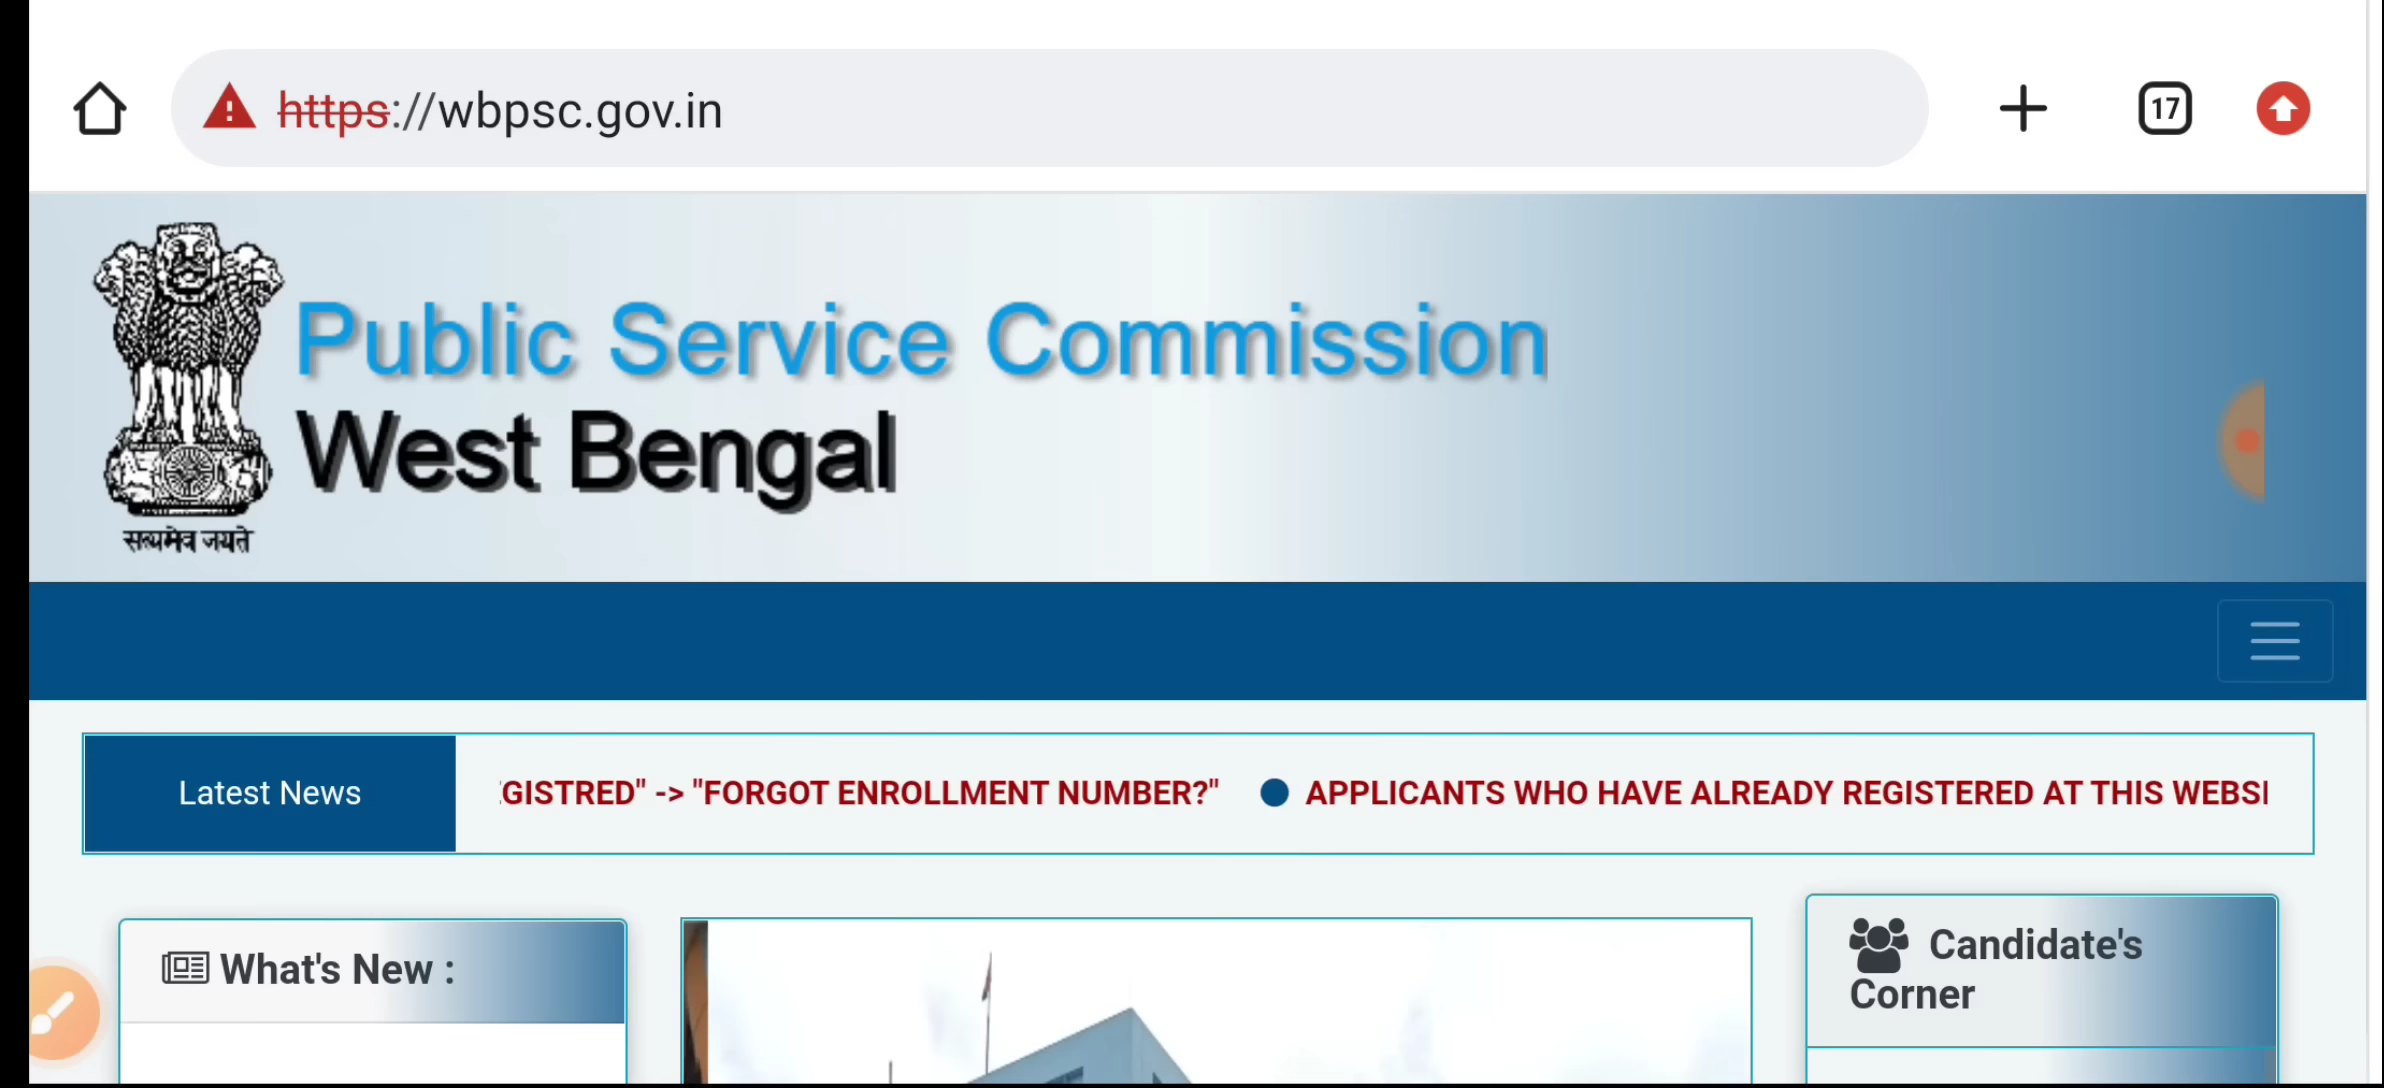 https://wbpsc.gov.in
17
Public Service Commission
West Bengal
सत्यमेव जयते
Latest News
GISTRED" -> "FORGOT ENROLLMENT NUMBER?" ● APPLICANTS WHO HAVE ALREADY REGISTERED AT THIS WEBSI
What's New :
Candidate's
Corner